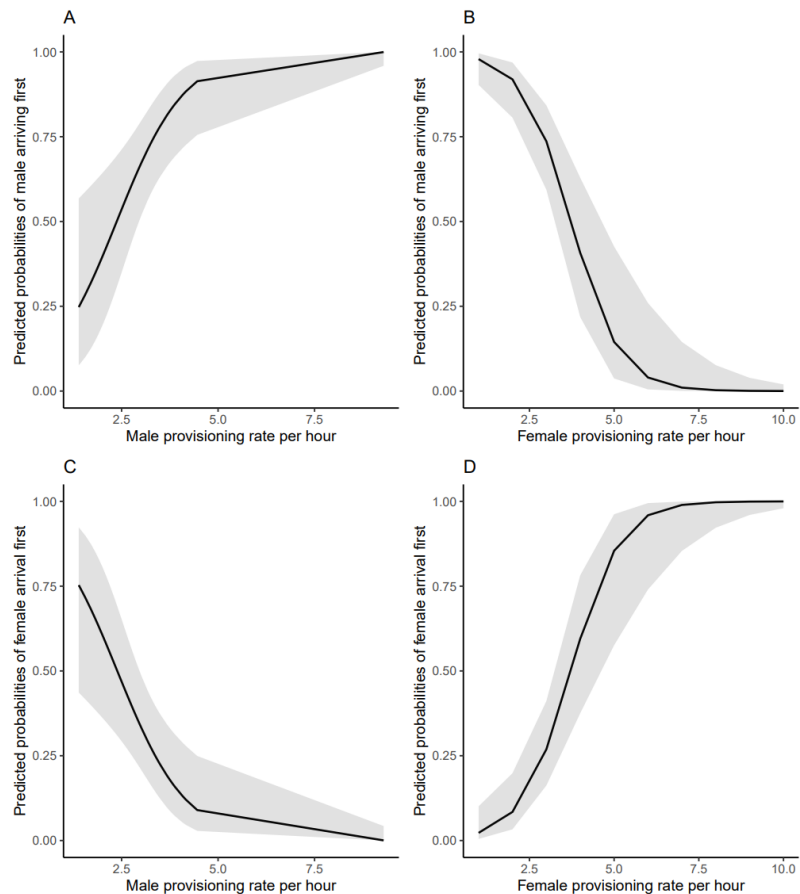 A
Predicted probabilities of male arriving first
1.00
0.75
0.50
0.25
0.00
2.5
5.0
7.5
Male provisioning rate per hour
B
Predicted probabilities of male arriving first
1.00
0.75
0.50
0.25
0.00
2.5
5.0
7.5
10.0
Female provisioning rate per hour
C
Predicted probabilities of female arrival first
1.00
0.75
0.50
0.25
0.00
2.5
5.0
7.5
Male provisioning rate per hour
D
Predicted probabilities of female arrival first
1.00
0.75
0.50
0.25
0.00
2.5
5.0
7.5
10.0
Female provisioning rate per hour